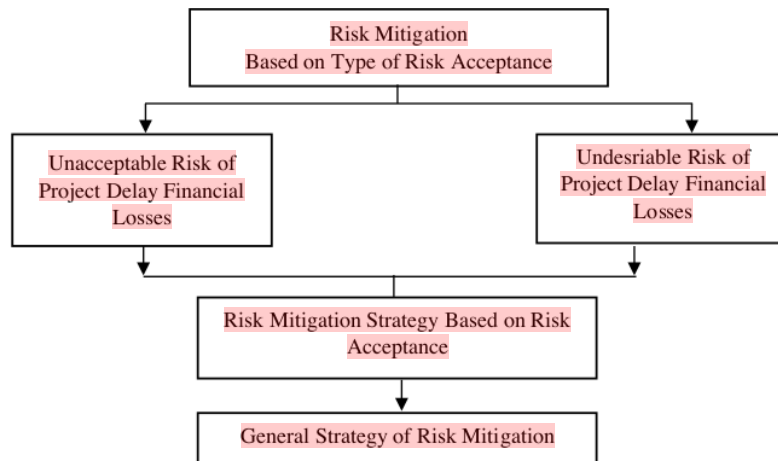 Risk Mitigation
Based on Type of Risk Acceptance
Unacceptable Risk of
Project Delay Financial
Losses
Undesriable Risk of
Project Delay Financial
Losses
Risk Mitigation Strategy Based on Risk
Acceptance
General Strategy of Risk Mitigation